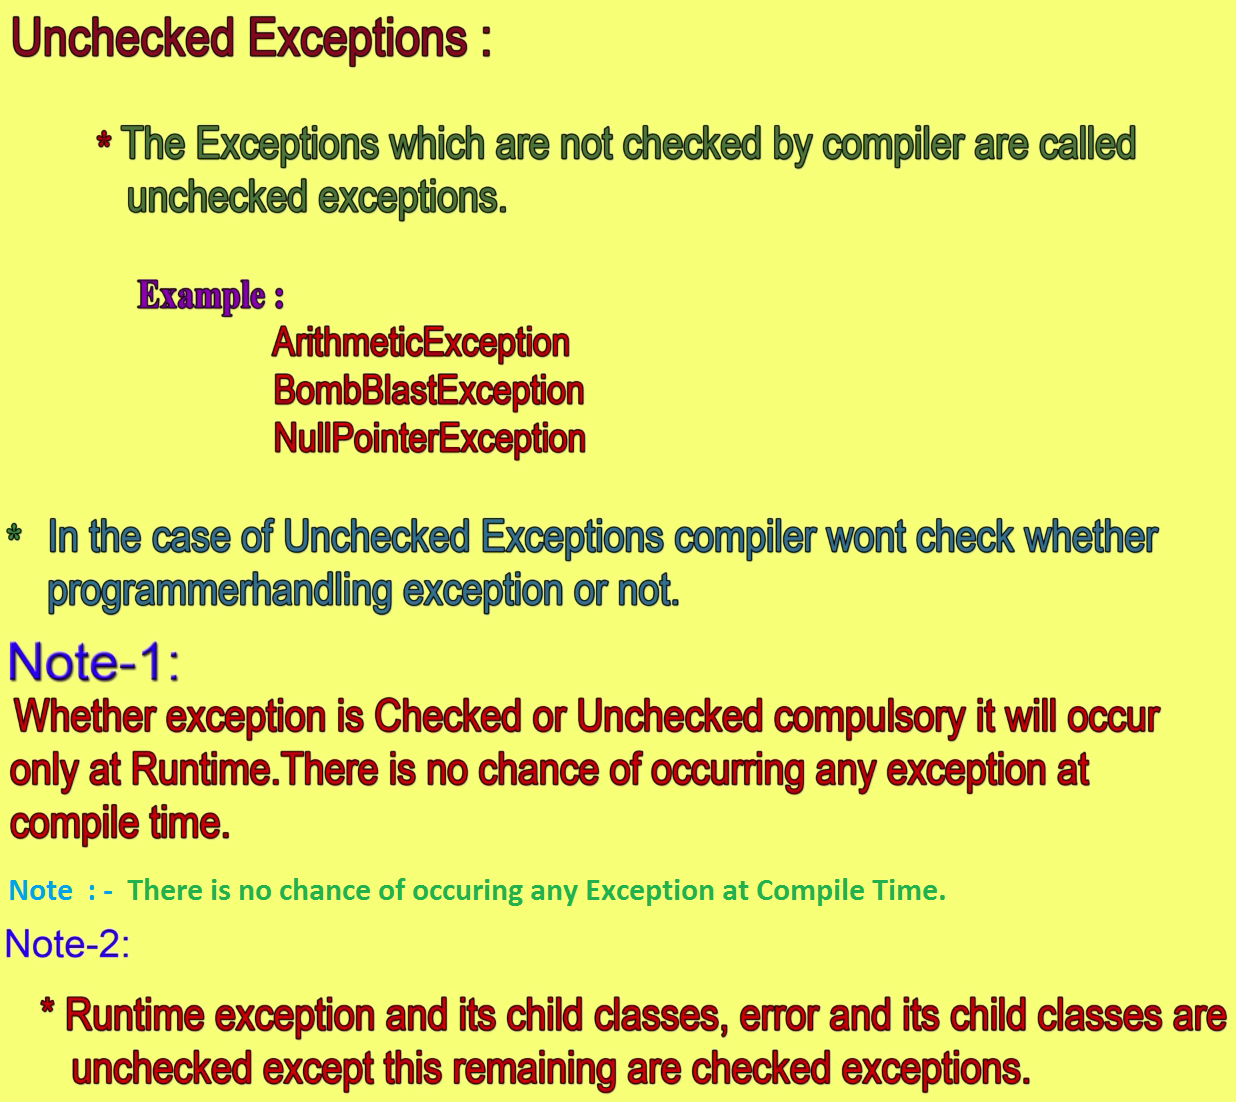 Unchecked Exceptions :
* The Exceptions which are not checked by compiler are called
unchecked exceptions.
Example :
ArithmeticException
BombBlastException
NullPointerException
* In the case of Unchecked Exceptions compiler wont check whether
programmerhandling exception or not.
Note-1:
Whether exception is Checked or Unchecked compulsory it will occur
only at Runtime.There is no chance of occurring any exception at
compile time.
Note : - There is no chance of occuring any Exception at Compile Time.
Note-2:
* Runtime exception and its child classes, error and its child classes are
unchecked except this remaining are checked exceptions.